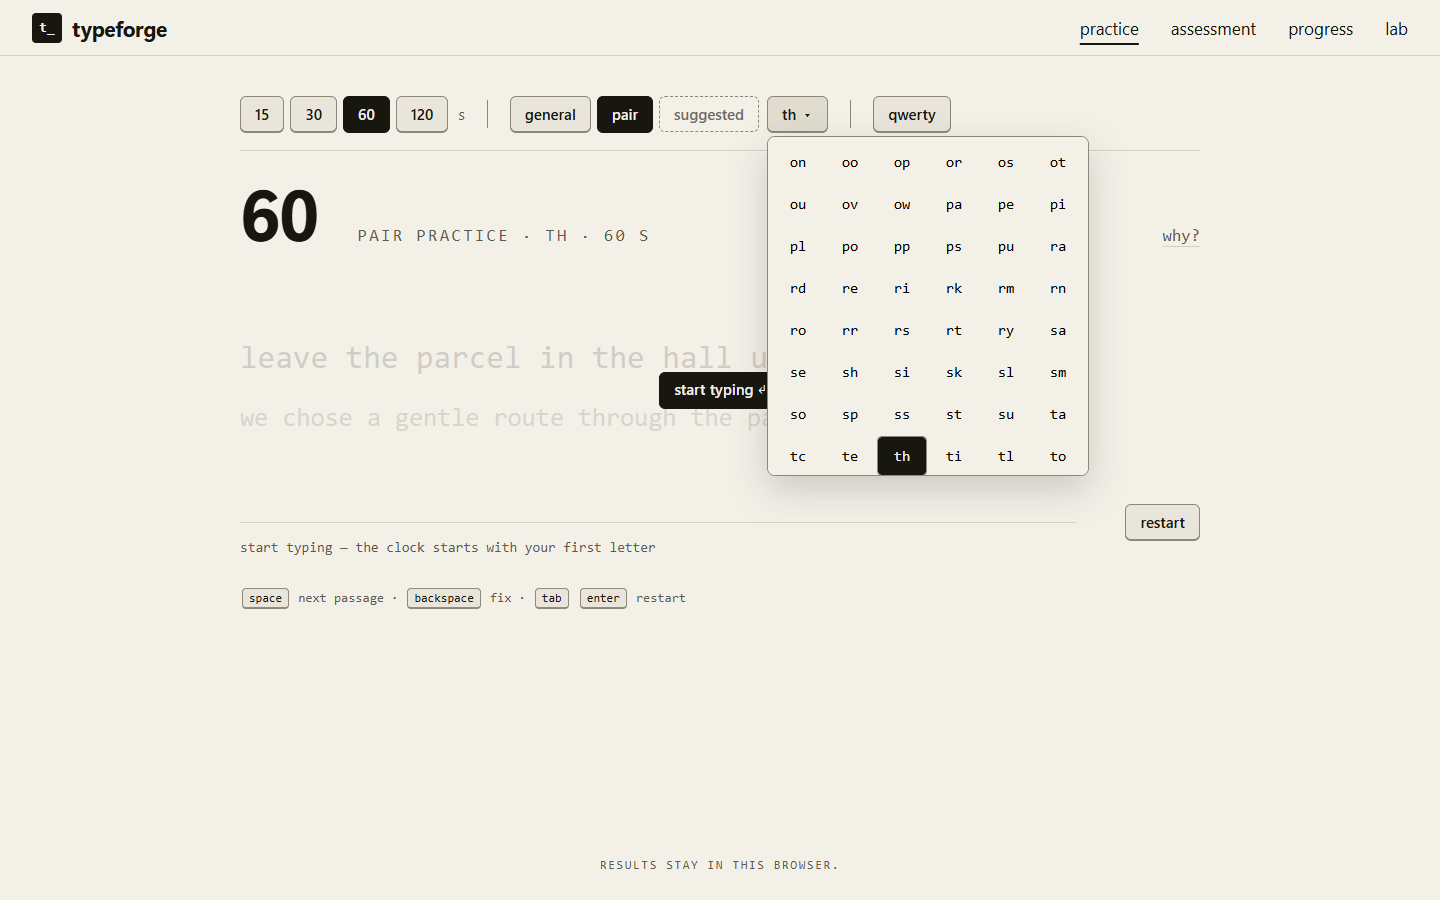 t_ typeforge practice assessment progress lab
15 30 60 120 s general pair suggested th qwerty
on oo op or os ot
ou ov ow pa pe pi
60 PAIR PRACTICE · TH · 60 S why?
pl po pp ps pu ra
rd re ri rk rm rn
ro rr rs rt ry sa
leave the parcel in the hall u
se sh si sk sl sm
start typing ↲
we chose a gentle route through the pa
so sp ss st su ta
tc te th ti tl to
restart
start typing — the clock starts with your first letter
space next passage · backspace fix · tab enter restart
RESULTS STAY IN THIS BROWSER.